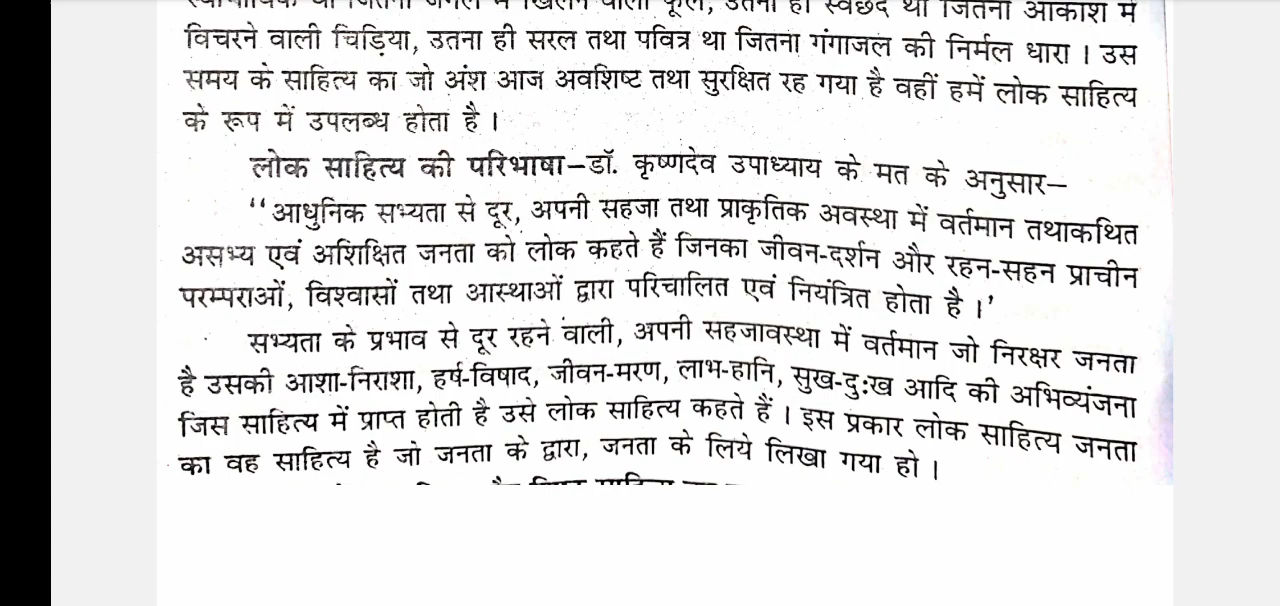 विचरने वाली चिड़िया, उतना ही सरल तथा पवित्र था जितना गंगाजल की निर्मल धारा । उस
समय के साहित्य का जो अंश आज अवशिष्ट तथा सुरक्षित रह गया है वहीं हमें लोक साहित्य
के रूप में उपलब्ध होता है ।
लोक साहित्य की परिभाषा–डॉ. कृष्णदेव उपाध्याय के मत के अनुसार–
‘‘आधुनिक सभ्यता से दूर, अपनी सहजा तथा प्राकृतिक अवस्था में वर्तमान तथाकथित
असभ्य एवं अशिक्षित जनता को लोक कहते हैं जिनका जीवन-दर्शन और रहन-सहन प्राचीन
परम्पराओं, विश्वासों तथा आस्थाओं द्वारा परिचालित एवं नियंत्रित होता है ।’
सभ्यता के प्रभाव से दूर रहने वाली, अपनी सहजावस्था में वर्तमान जो निरक्षर जनता
है उसकी आशा-निराशा, हर्ष-विषाद, जीवन-मरण, लाभ-हानि, सुख-दुःख आदि की अभिव्यंजना
जिस साहित्य में प्राप्त होती है उसे लोक साहित्य कहते हैं । इस प्रकार लोक साहित्य जनता
का वह साहित्य है जो जनता के द्वारा, जनता के लिये लिखा गया हो ।